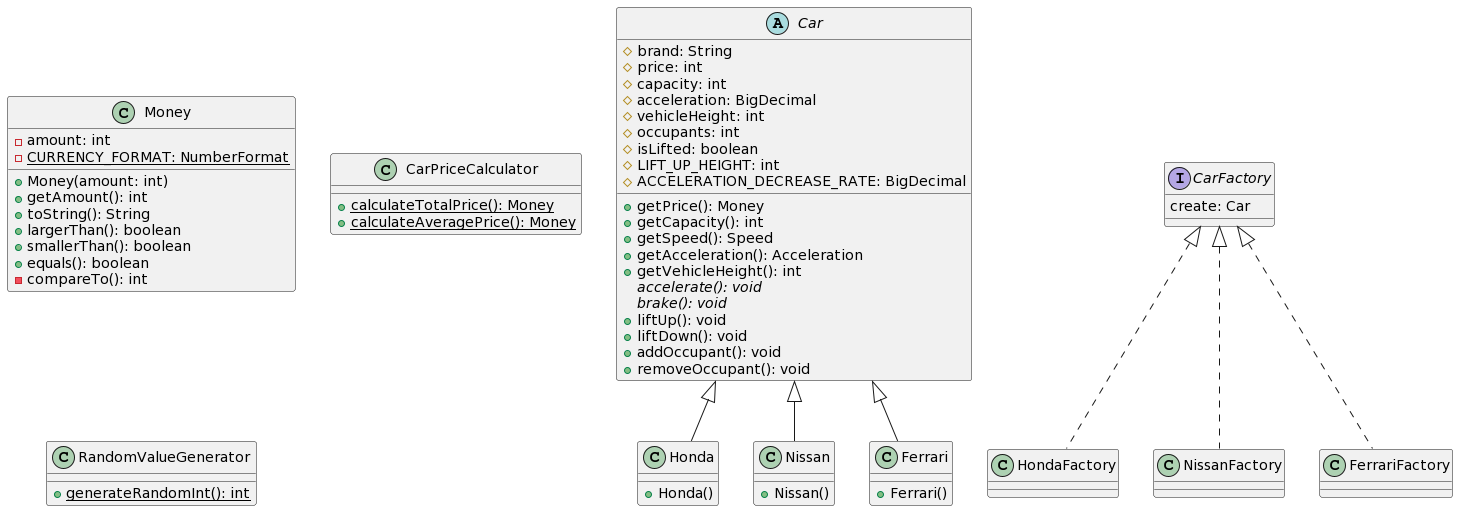 C Money
amount: int
CURRENCY_FORMAT: NumberFormat
Money(amount: int)
getAmount(): int
toString(): String
largerThan(): boolean
smallerThan(): boolean
equals(): boolean
compareTo(): int
C CarPriceCalculator
calculateTotalPrice(): Money
calculateAveragePrice(): Money
A Car
brand: String
price: int
capacity: int
acceleration: BigDecimal
vehicleHeight: int
occupants: int
isLifted: boolean
LIFT_UP_HEIGHT: int
ACCELERATION_DECREASE_RATE: BigDecimal
getPrice(): Money
getCapacity(): int
getSpeed(): Speed
getAcceleration(): Acceleration
getVehicleHeight(): int
accelerate(): void
brake(): void
liftUp(): void
liftDown(): void
addOccupant(): void
removeOccupant(): void
I CarFactory
create: Car
C RandomValueGenerator
generateRandomInt(): int
C Honda
Honda()
C Nissan
Nissan()
C Ferrari
Ferrari()
C HondaFactory
C NissanFactory
C FerrariFactory